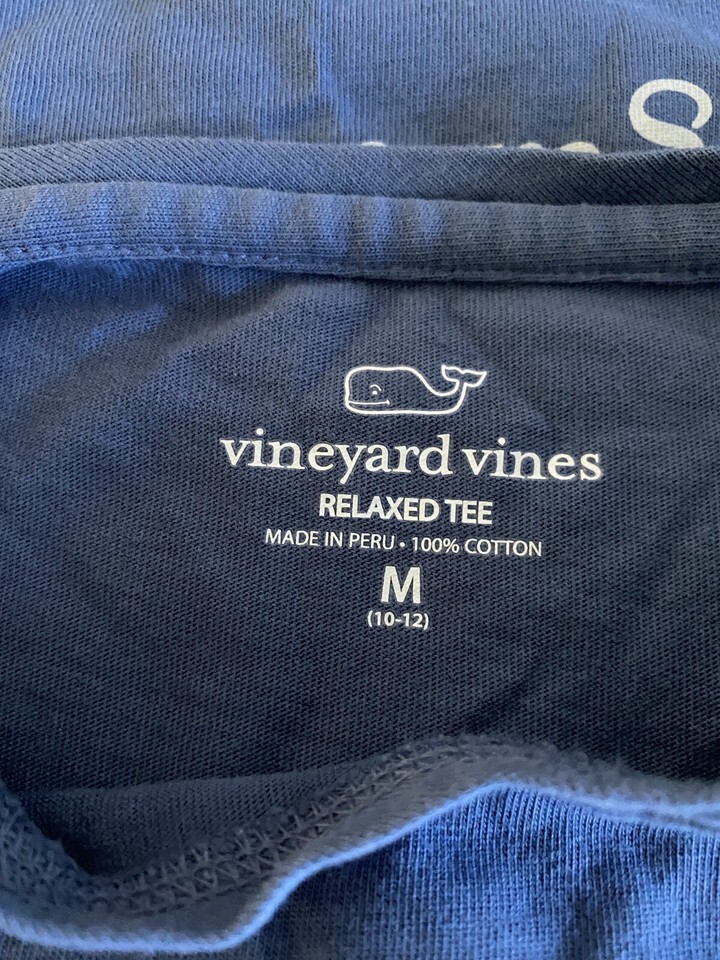 S
vineyard vines
RELAXED TEE
MADE IN PERU • 100% COTTON
M
(10-12)